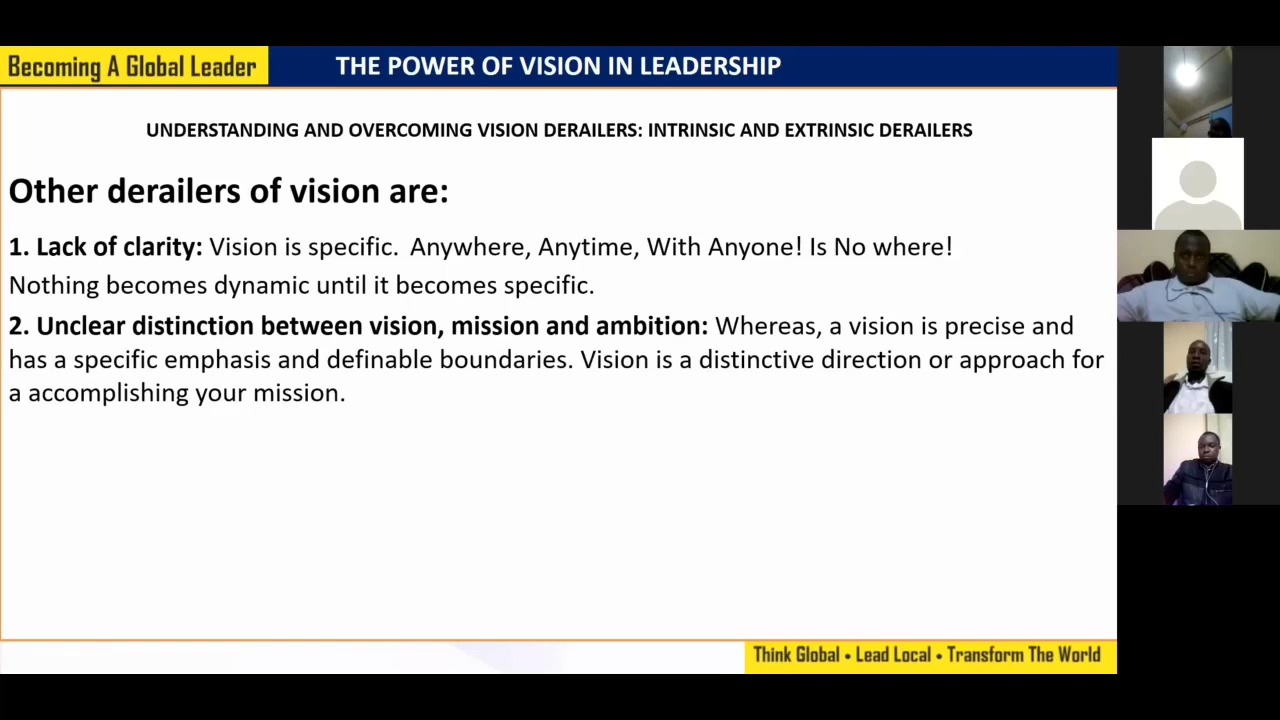 Becoming A Global Leader
THE POWER OF VISION IN LEADERSHIP
UNDERSTANDING AND OVERCOMING VISION DERAILERS: INTRINSIC AND EXTRINSIC DERAILERS
Other derailers of vision are:
1. Lack of clarity: Vision is specific.  Anywhere, Anytime, With Anyone! Is No where!
Nothing becomes dynamic until it becomes specific.
2. Unclear distinction between vision, mission and ambition: Whereas, a vision is precise and
has a specific emphasis and definable boundaries. Vision is a distinctive direction or approach for
a accomplishing your mission.
Think Global • Lead Local • Transform The World